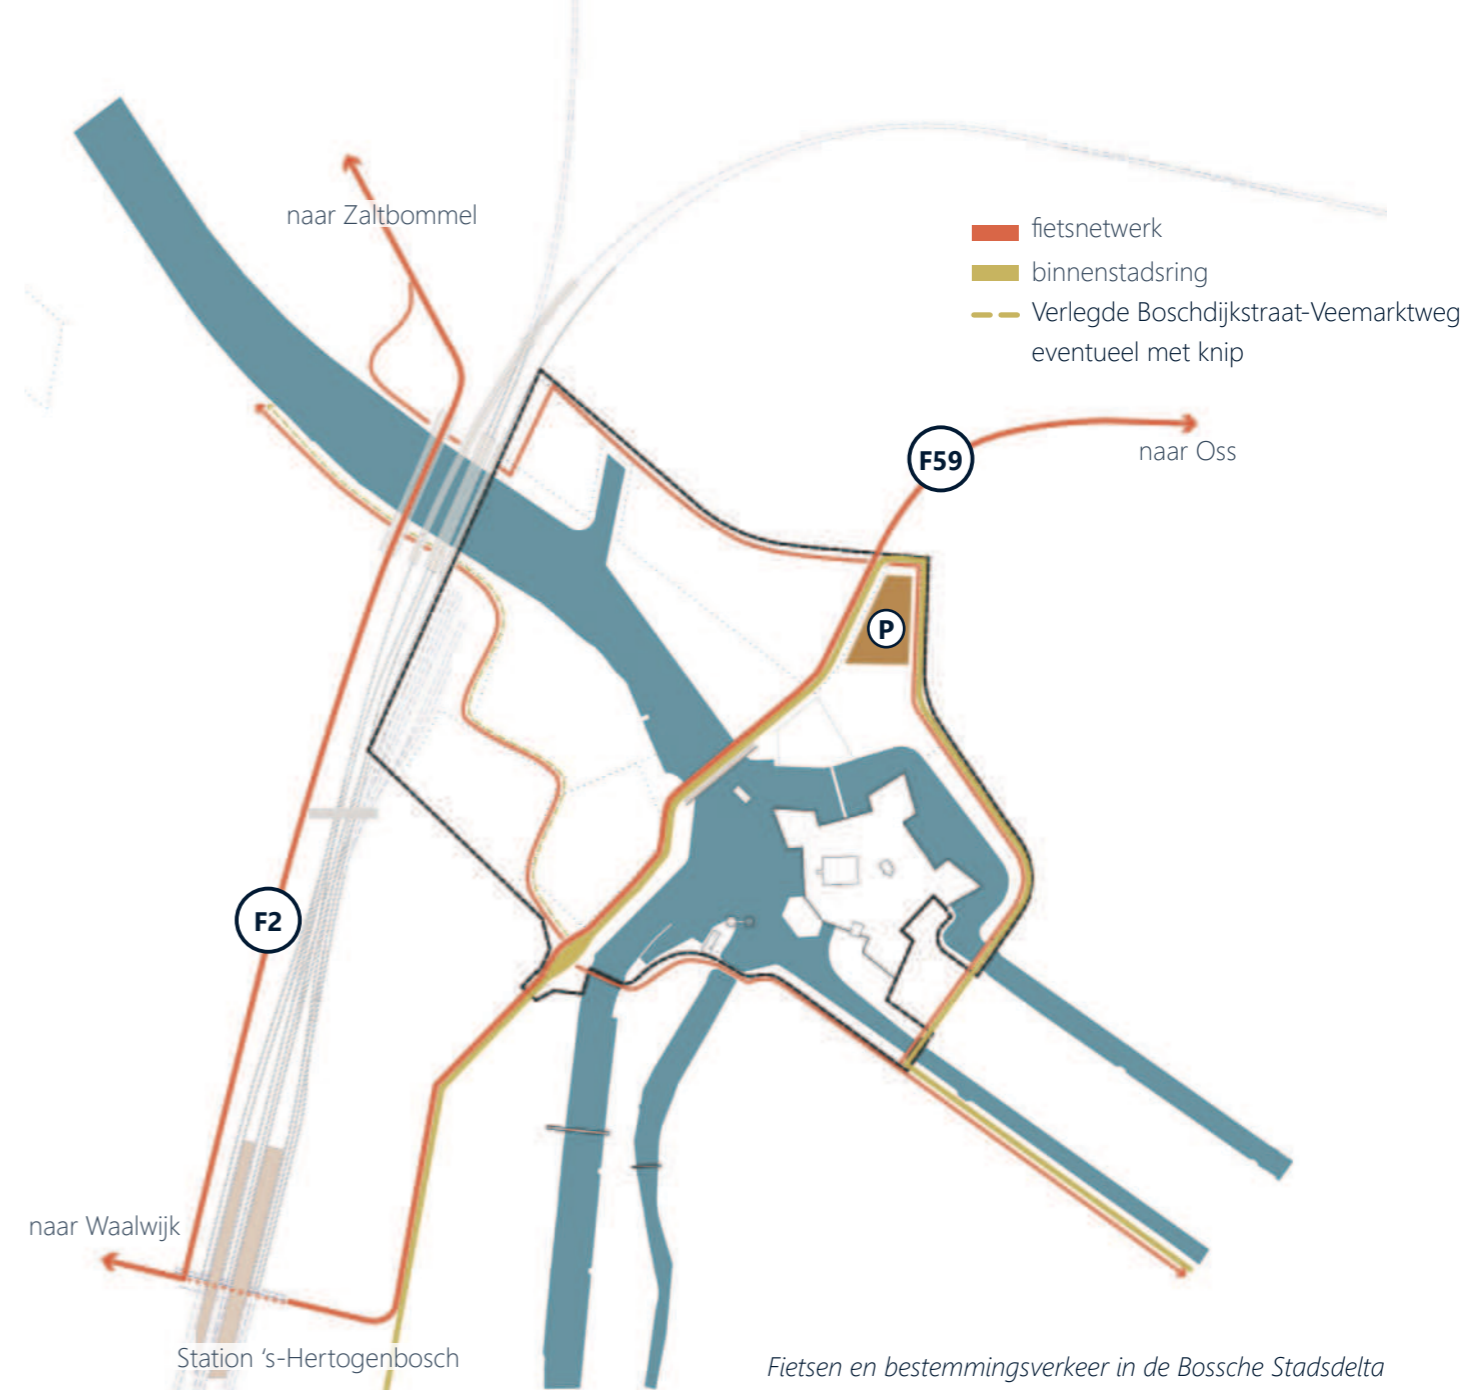 naar Zaltbommel
fietsnetwerk
binnenstadsring
Verlegde Boschdijkstraat-Veemarktweg
eventueel met knip
F59
naar Oss
P
F2
naar Waalwijk
Station ‘s-Hertogenbosch
Fietsen en bestemmingsverkeer in de Bossche Stadsdelta